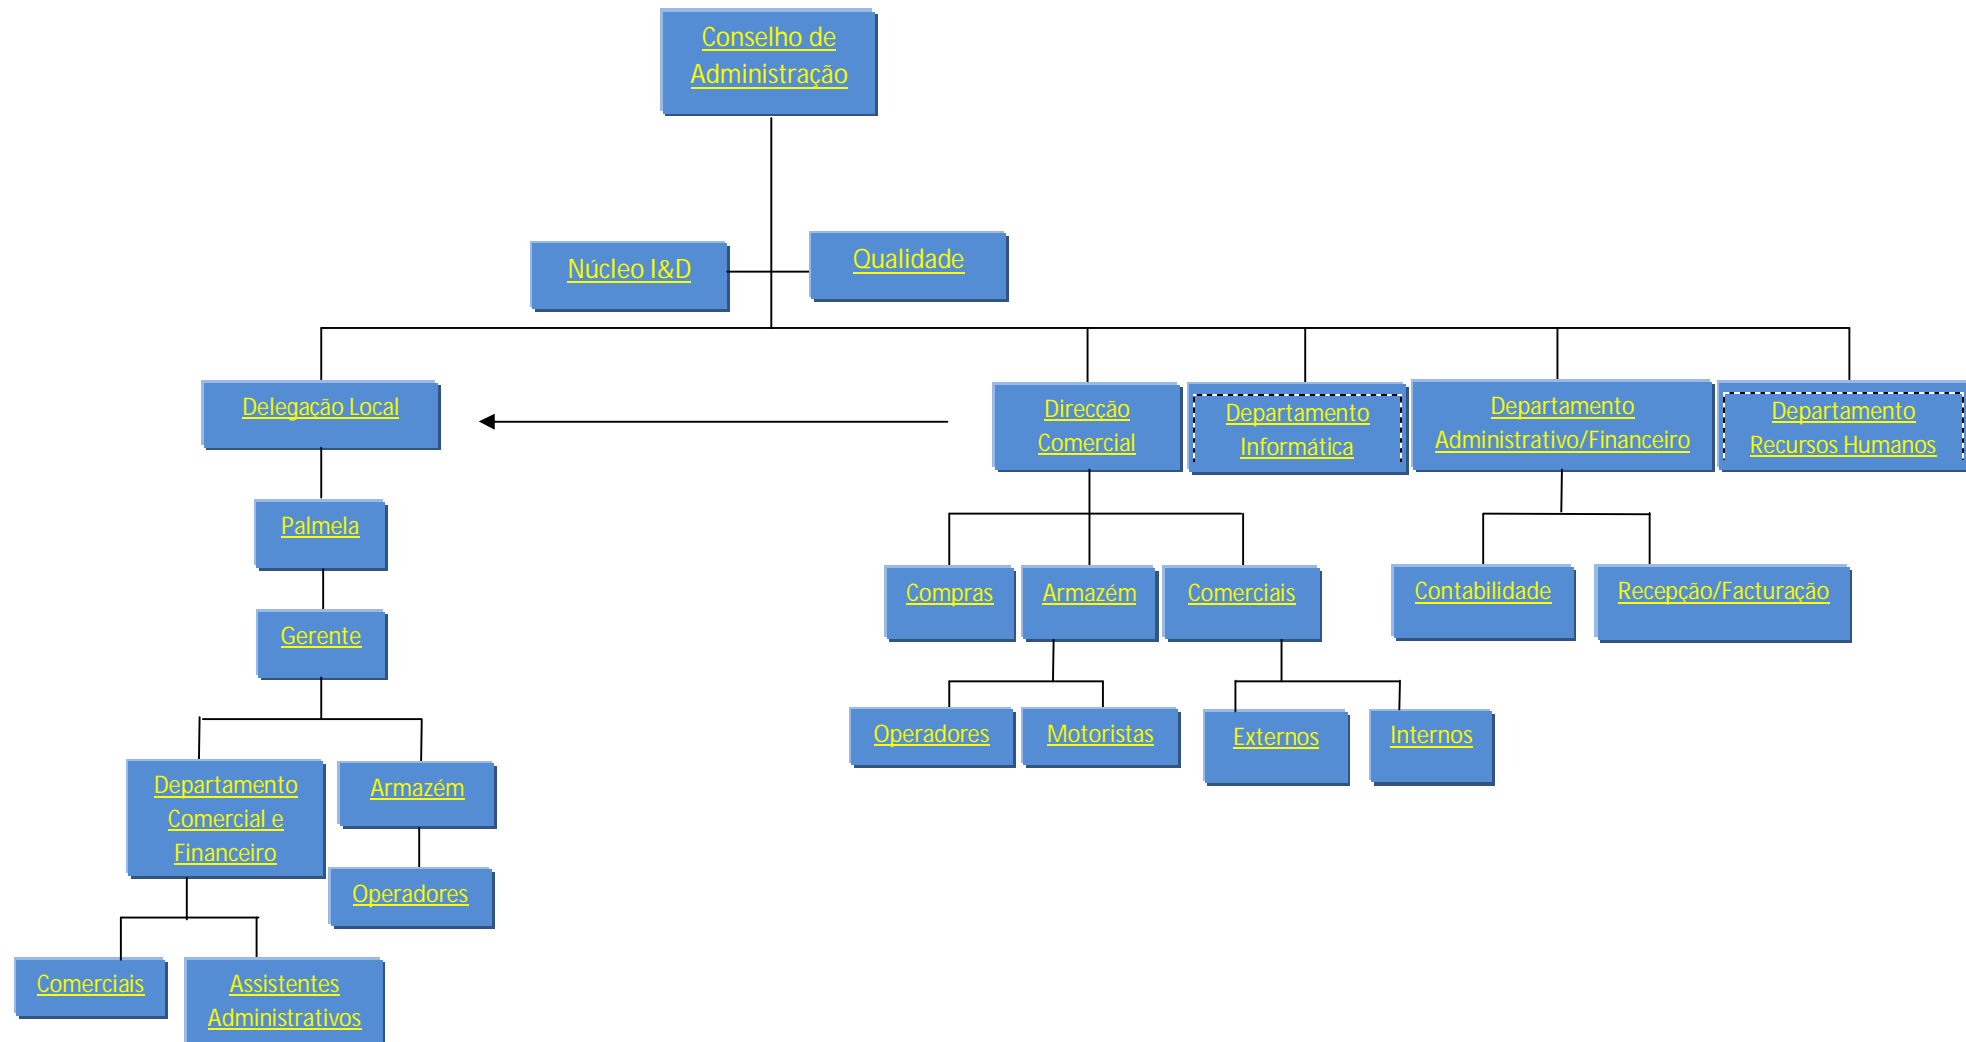 Conselho de
Administração
Núcleo I&D
Qualidade
Delegação Local
Direcção
Comercial
Departamento
Informática
Departamento
Administrativo/Financeiro
Departamento
Recursos Humanos
Palmela
Gerente
Compras
Armazém
Comerciais
Contabilidade
Recepção/Facturação
Operadores
Motoristas
Externos
Internos
Departamento
Comercial e
Financeiro
Armazém
Operadores
Comerciais
Assistentes
Administrativos